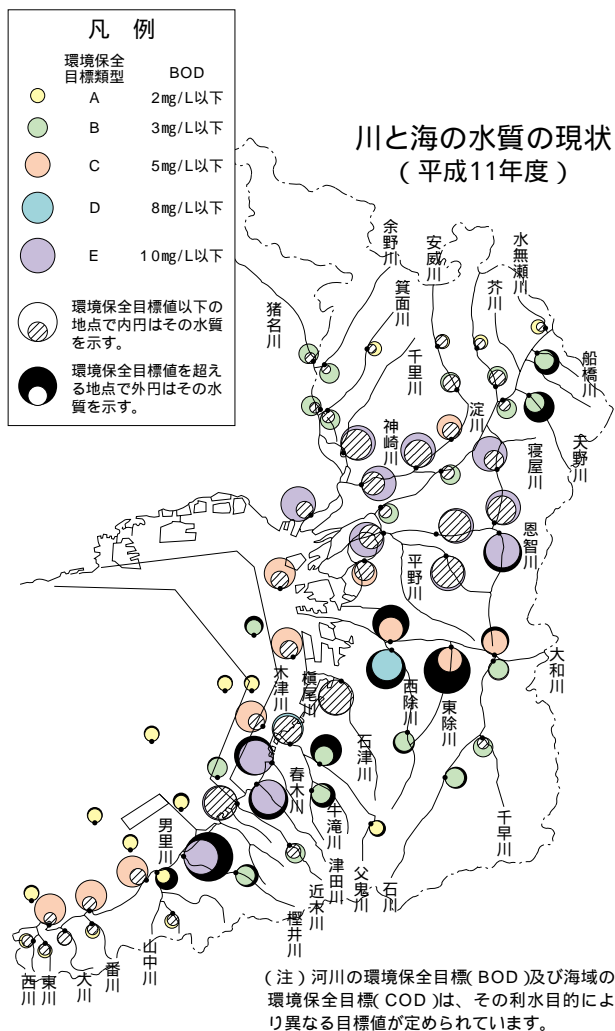 凡 例
環境保全
目標類型 BOD
A 2㎎/L以下
B 3㎎/L以下
C 5㎎/L以下
D 8㎎/L以下
E 10㎎/L以下
環境保全目標値以下の
地点で内円はその水質
を示す。
環境保全目標値を超え
る地点で外円はその水
質を示す。
川と海の水質の現状
（平成11年度）
余野川
安威川
水無瀬川
箕面川
芥川
猪名川
千里川
船橋川
淀川
神崎川
天野川
寝屋川
恩智川
平野川
大和川
木津川
槇尾川
西除川
東除川
石津川
春木川
牛滝川
千早川
男里川
津田川
父鬼川
石川
近木川
樫井川
山中川
番川
大川
東川
西川
（注）河川の環境保全目標(BOD)及び海域の
環境保全目標(COD)は、その利水目的によ
り異なる目標値が定められています。